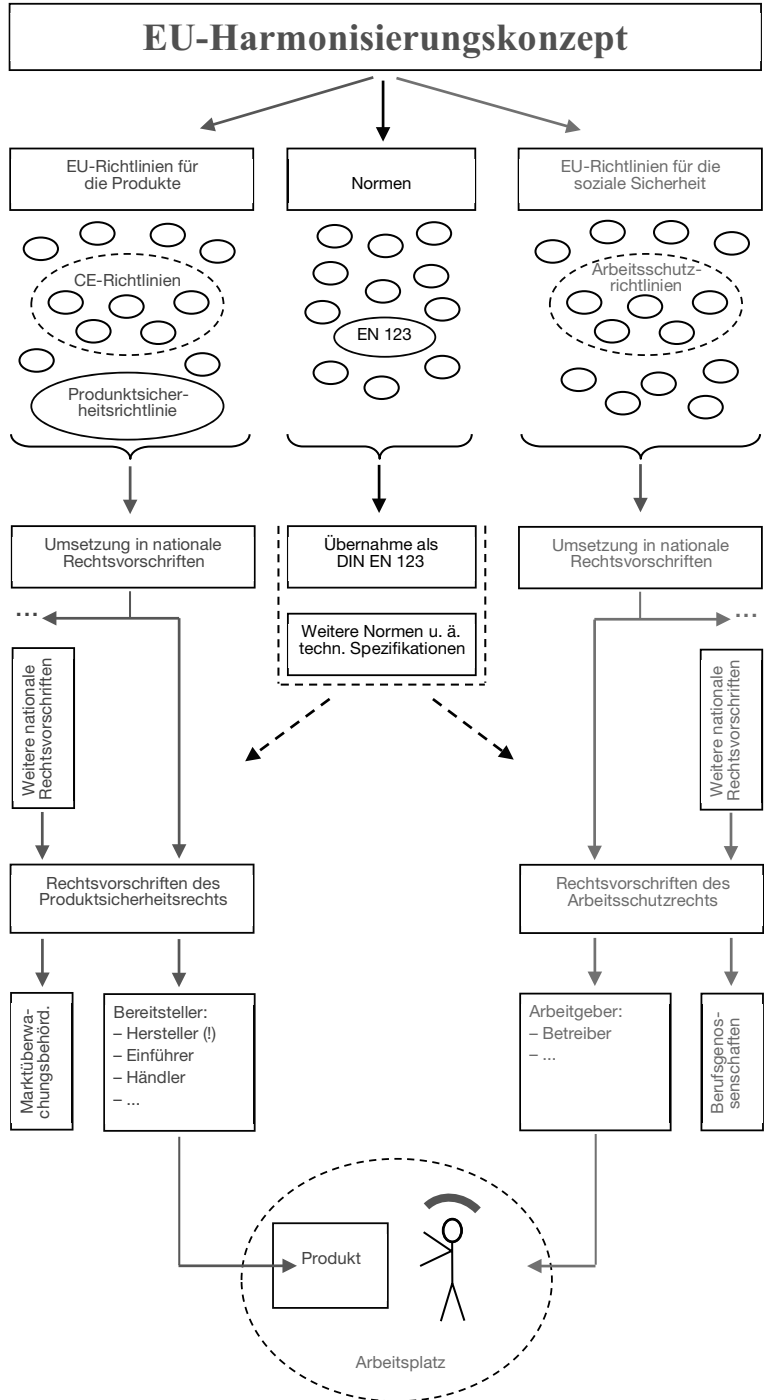 EU-Harmonisierungskonzept
EU-Richtlinien für
die Produkte
Normen
EU-Richtlinien für die
soziale Sicherheit
CE-Richtlinien
Arbeitsschutz-
richtlinien
EN 123
Produnktsicher-
heitsrichtlinie
Umsetzung in nationale
Rechtsvorschriften
Übernahme als
DIN EN 123
Umsetzung in nationale
Rechtsvorschriften
...
...
Weitere Normen u. ä.
techn. Spezifikationen
Weitere nationale
Rechtsvorschriften
Weitere nationale
Rechtsvorschriften
Rechtsvorschriften des
Produktsicherheitsrechts
Rechtsvorschriften des
Arbeitsschutzrechts
Marktüberwa-
chungsbehörd.
Bereitsteller:
– Hersteller (!)
– Einführer
– Händler
– ...
Arbeitgeber:
– Betreiber
– ...
Berufsgenos-
senschaften
Produkt
Arbeitsplatz